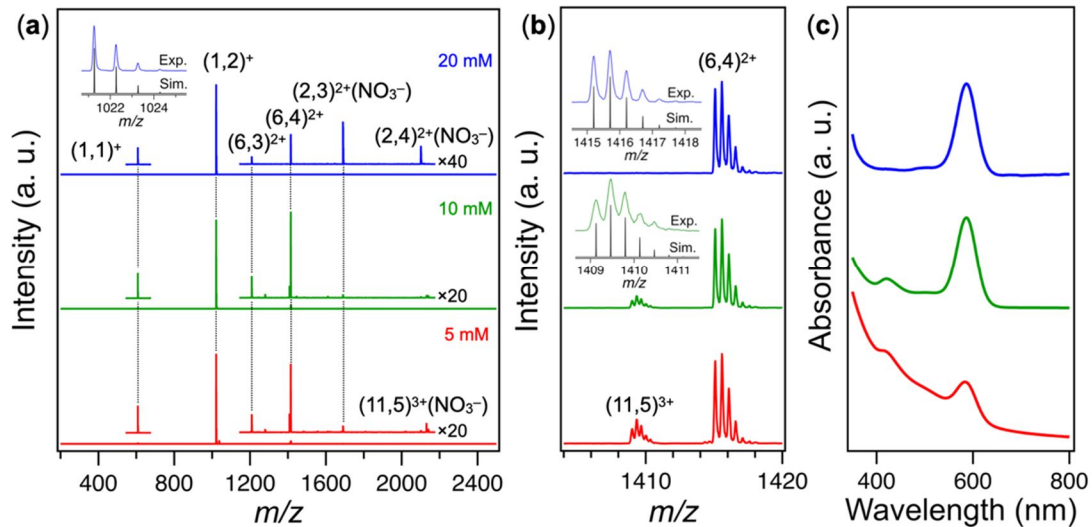 (a)
Intensity (a. u.)
Exp.
Sim.
1022 1024
m/z
20 mM
(1,2)⁺
(2,3)²⁺(NO₃⁻)
(6,4)²⁺
(6,3)²⁺
(2,4)²⁺(NO₃⁻)
(1,1)⁺
×40
10 mM
×20
5 mM
(11,5)³⁺(NO₃⁻)
×20
400 800 1200 1600 2000 2400
m/z
(b)
Intensity (a. u.)
(6,4)²⁺
Exp.
Sim.
1415 1416 1417 1418
m/z
Exp.
Sim.
1409 1410 1411
m/z
(11,5)³⁺
1410 1420
m/z
(c)
Absorbance (a. u.)
400 600 800
Wavelength (nm)